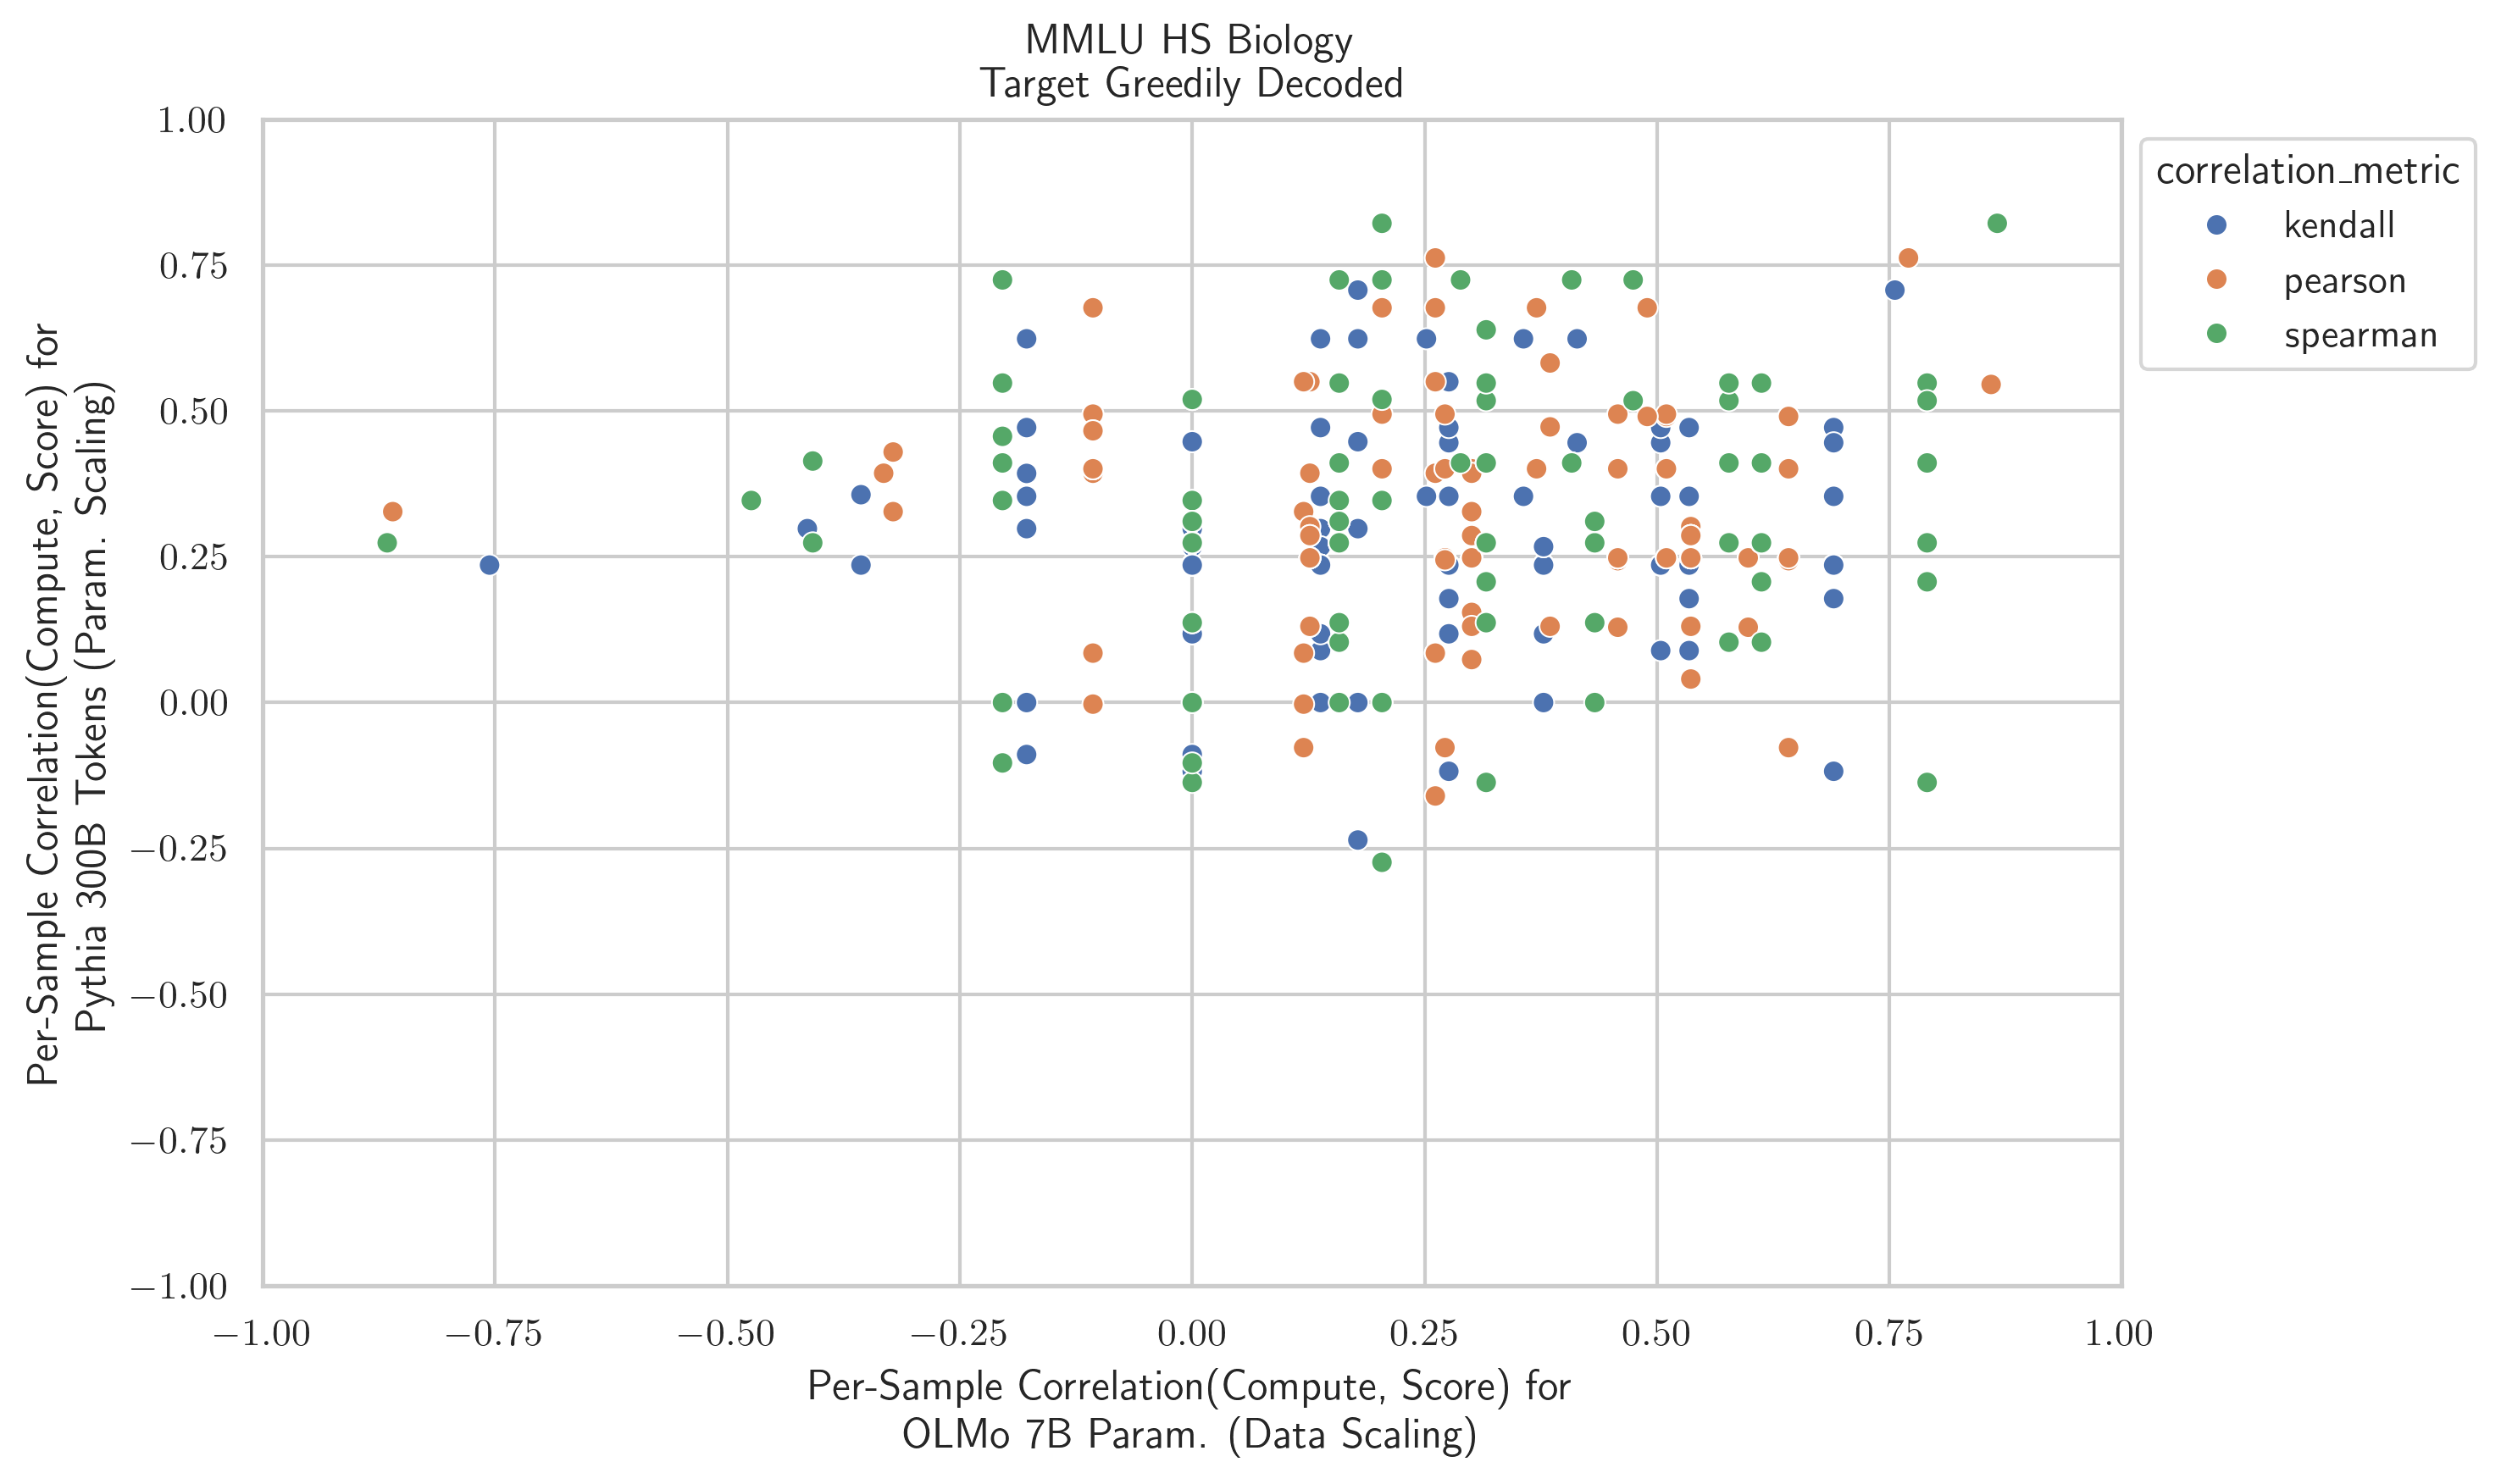 MMLU HS Biology
Target Greedily Decoded
Per-Sample Correlation(Compute, Score) for
Pythia 300B Tokens (Param. Scaling)
1.00
0.75
0.50
0.25
0.00
−0.25
−0.50
−0.75
−1.00
−1.00 −0.75 −0.50 −0.25 0.00 0.25 0.50 0.75 1.00
Per-Sample Correlation(Compute, Score) for
OLMo 7B Param. (Data Scaling)
correlation_metric
kendall
pearson
spearman